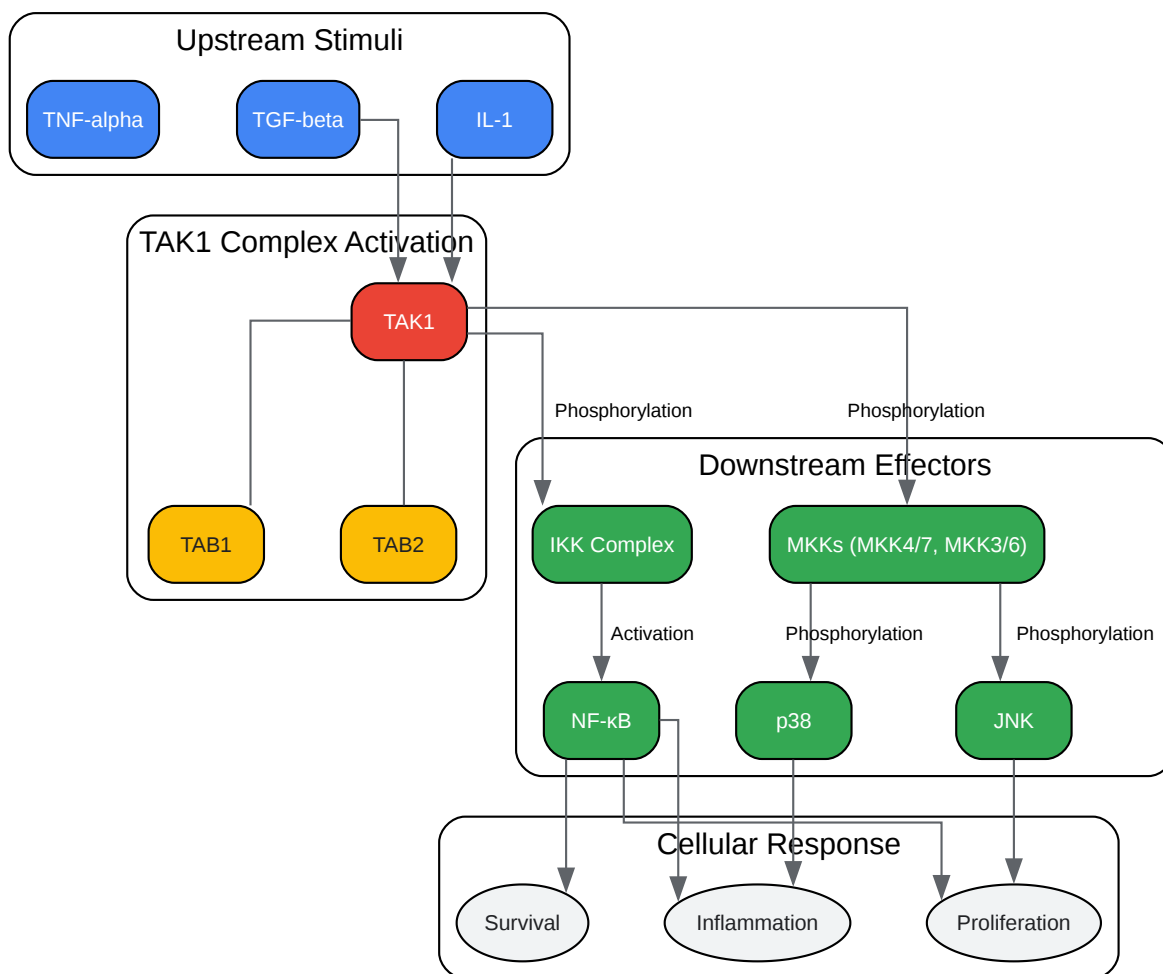 Upstream Stimuli
TNF-alpha
TGF-beta
IL-1
TAK1 Complex Activation
TAK1
Phosphorylation
Phosphorylation
Downstream Effectors
TAB1
TAB2
IKK Complex
MKKs (MKK4/7, MKK3/6)
Activation
Phosphorylation
Phosphorylation
NF-κB
p38
JNK
Cellular Response
Survival
Inflammation
Proliferation